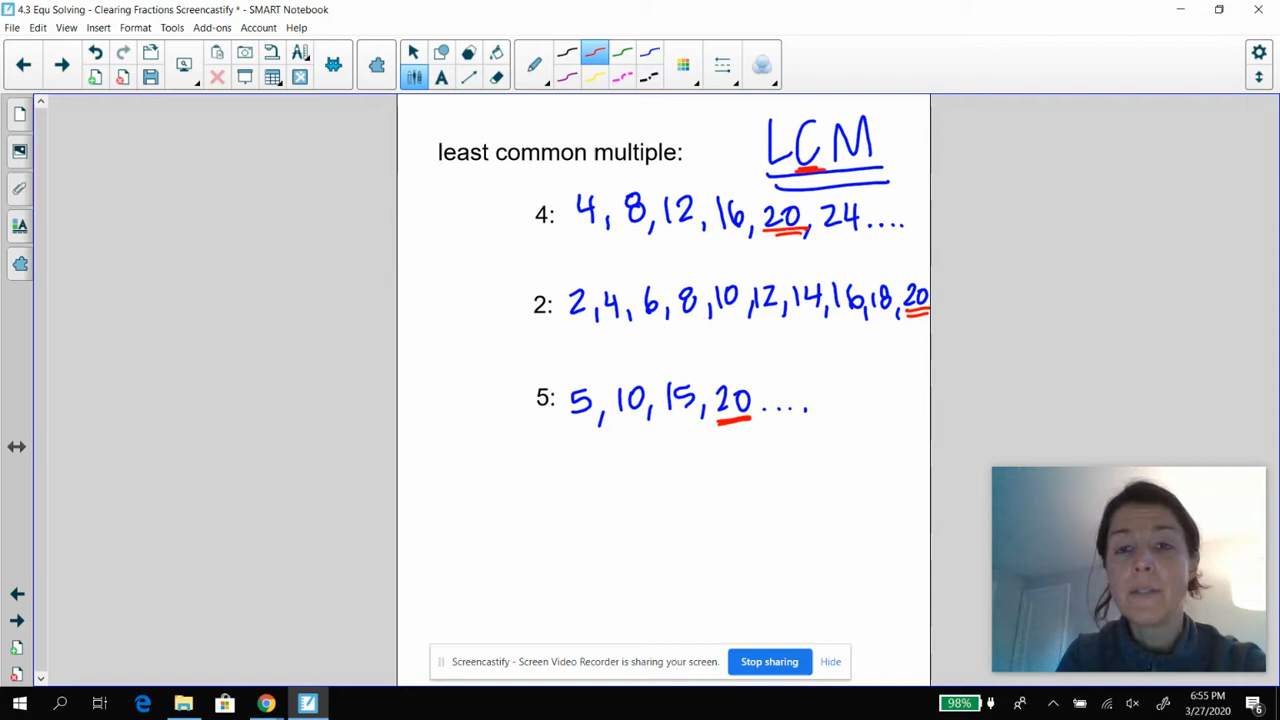 4.3 Equ Solving - Clearing Fractions Screencastify * - SMART Notebook
File Edit View Insert Format Tools Add-ons Account Help
least common multiple: LCM
4: 4, 8, 12, 16, 20, 24....
2: 2, 4, 6, 8, 10, 12, 14, 16, 18, 20
5: 5, 10, 15, 20....
Screencastify - Screen Video Recorder is sharing your screen. Stop sharing Hide
98% 6:55 PM
3/27/2020 6